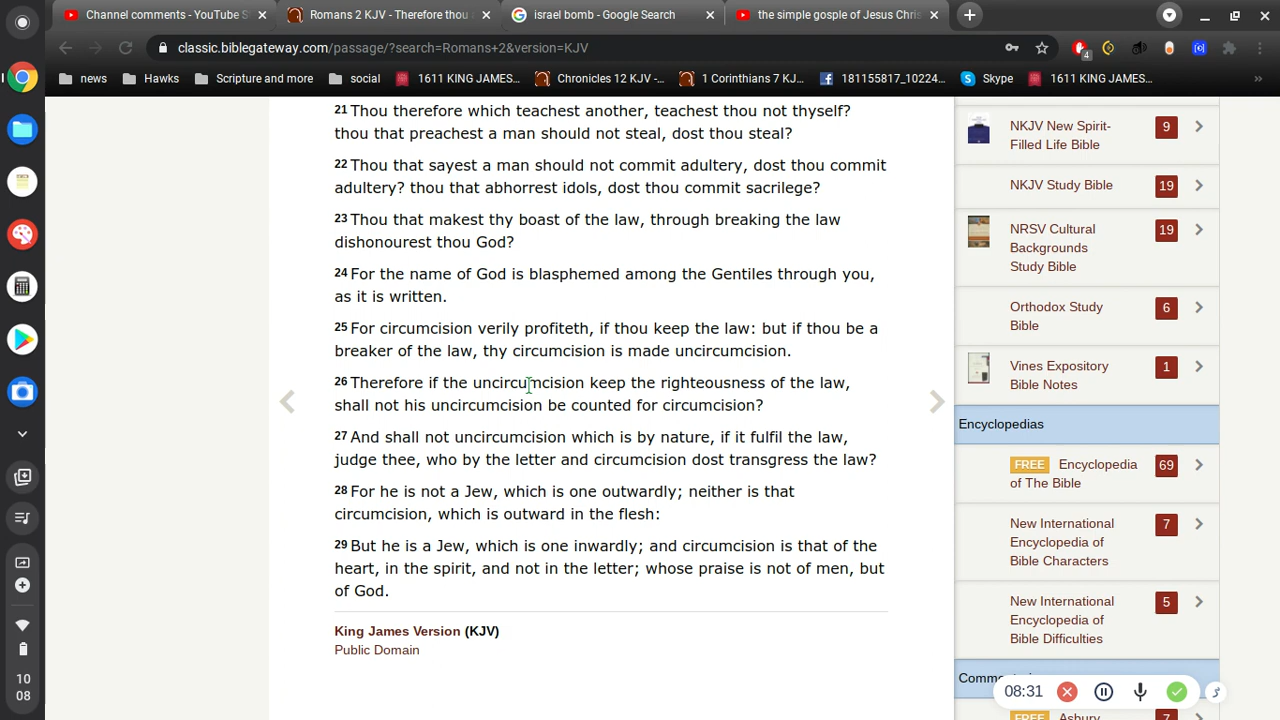 Channel comments - YouTube S
Romans 2 KJV - Therefore thou
israel bomb - Google Search
the simple gosple of Jesus Chris
classic.biblegateway.com/passage/?search=Romans+2&version=KJV
4
news
Hawks
Scripture and more
social
1611 KING JAMES...
Chronicles 12 KJV -...
1 Corinthians 7 KJ...
181155817_10224...
Skype
1611 KING JAMES...
»
21 Thou therefore which teachest another, teachest thou not thyself?
thou that preachest a man should not steal, dost thou steal?
22 Thou that sayest a man should not commit adultery, dost thou commit
adultery? thou that abhorrest idols, dost thou commit sacrilege?
23 Thou that makest thy boast of the law, through breaking the law
dishonourest thou God?
24 For the name of God is blasphemed among the Gentiles through you,
as it is written.
25 For circumcision verily profiteth, if thou keep the law: but if thou be a
breaker of the law, thy circumcision is made uncircumcision.
26 Therefore if the uncircumcision keep the righteousness of the law,
shall not his uncircumcision be counted for circumcision?
27 And shall not uncircumcision which is by nature, if it fulfil the law,
judge thee, who by the letter and circumcision dost transgress the law?
28 For he is not a Jew, which is one outwardly; neither is that
circumcision, which is outward in the flesh:
29 But he is a Jew, which is one inwardly; and circumcision is that of the
heart, in the spirit, and not in the letter; whose praise is not of men, but
of God.
King James Version (KJV)
Public Domain
NKJV New Spirit-
Filled Life Bible
9
NKJV Study Bible
19
NRSV Cultural
Backgrounds
Study Bible
19
Orthodox Study
Bible
6
Vines Expository
Bible Notes
1
Encyclopedias
FREE Encyclopedia
of The Bible
69
New International
Encyclopedia of
Bible Characters
7
New International
Encyclopedia of
Bible Difficulties
5
FREE Asbury
7
08:31
10
08